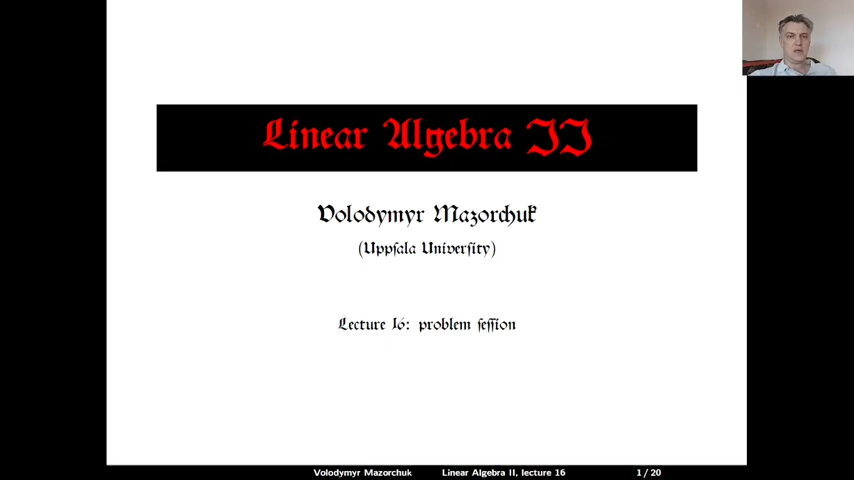 Linear Algebra II
Volodymyr Mazorchuk
(Uppſala Univerſity)
Lecture 16: problem ſeſſion
Volodymyr Mazorchuk Linear Algebra II, lecture 16 1 / 20